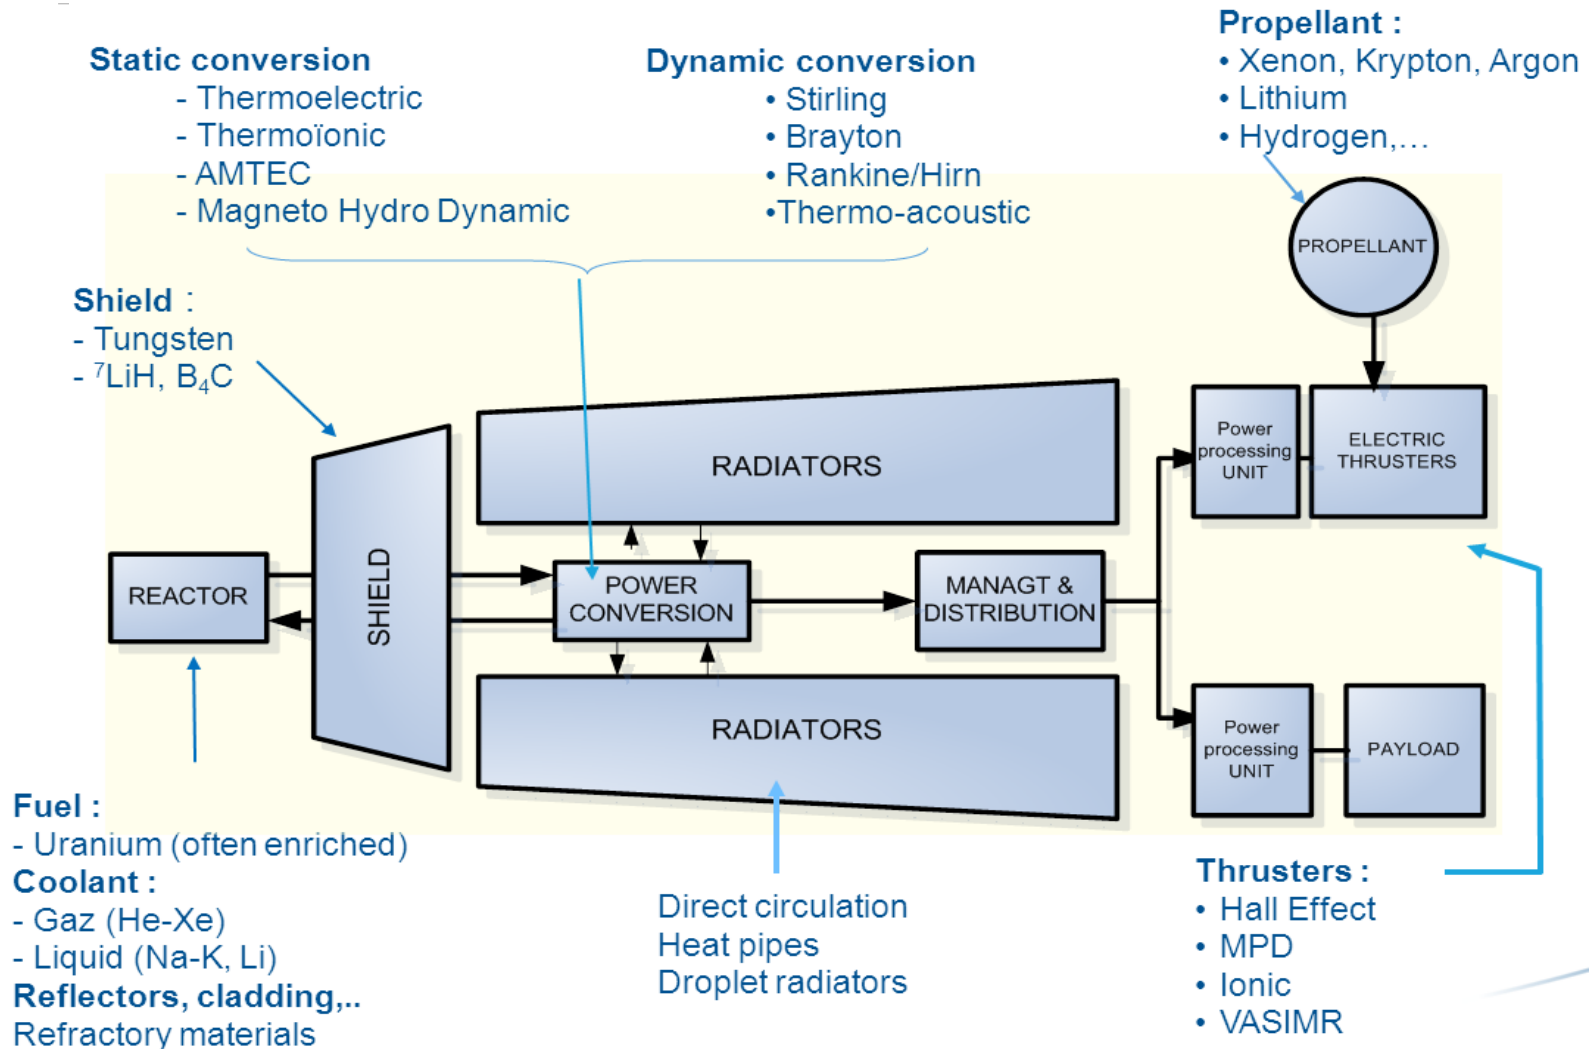 Static conversion
- Thermoelectric
- Thermoïonic
- AMTEC
- Magneto Hydro Dynamic
Dynamic conversion
• Stirling
• Brayton
• Rankine/Hirn
•Thermo-acoustic
Propellant :
• Xenon, Krypton, Argon
• Lithium
• Hydrogen,...
PROPELLANT
Shield :
- Tungsten
- ⁷LiH, B₄C
RADIATORS
Power
processing
UNIT
ELECTRIC
THRUSTERS
REACTOR
SHIELD
POWER
CONVERSION
MANAGT &
DISTRIBUTION
RADIATORS
Power
processing
UNIT
PAYLOAD
Fuel :
- Uranium (often enriched)
Coolant :
- Gaz (He-Xe)
- Liquid (Na-K, Li)
Reflectors, cladding,..
Refractory materials
Direct circulation
Heat pipes
Droplet radiators
Thrusters :
• Hall Effect
• MPD
• Ionic
• VASIMR